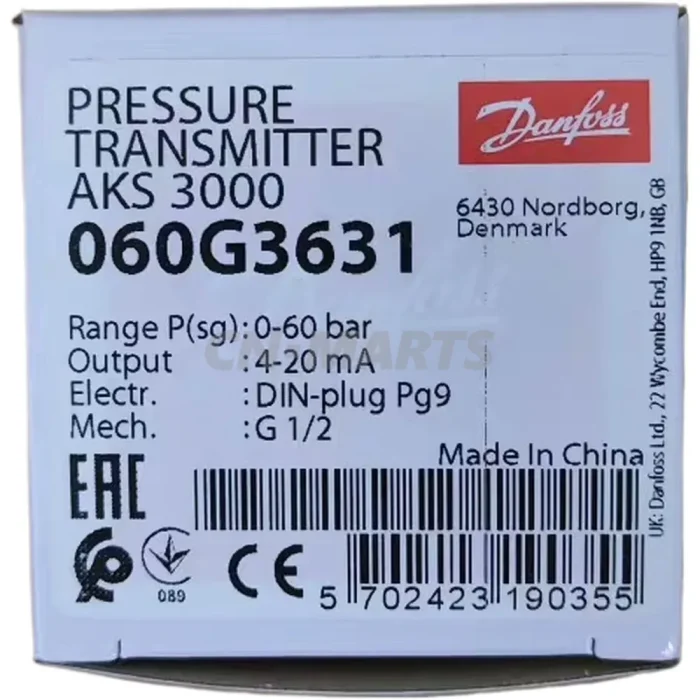 PRESSURE
TRANSMITTER
AKS 3000
060G3631
Danfoss
6430 Nordborg,
Denmark
Range P(sg): 0-60 bar
Output : 4-20 mA
Electr. : DIN-plug Pg9
Mech. : G 1/2
CN-MARTS
Made In China
UK: Danfoss Ltd., 22 Wycombe End, HP9 1NB, GB
EAC
089
CE
5 702423 190355